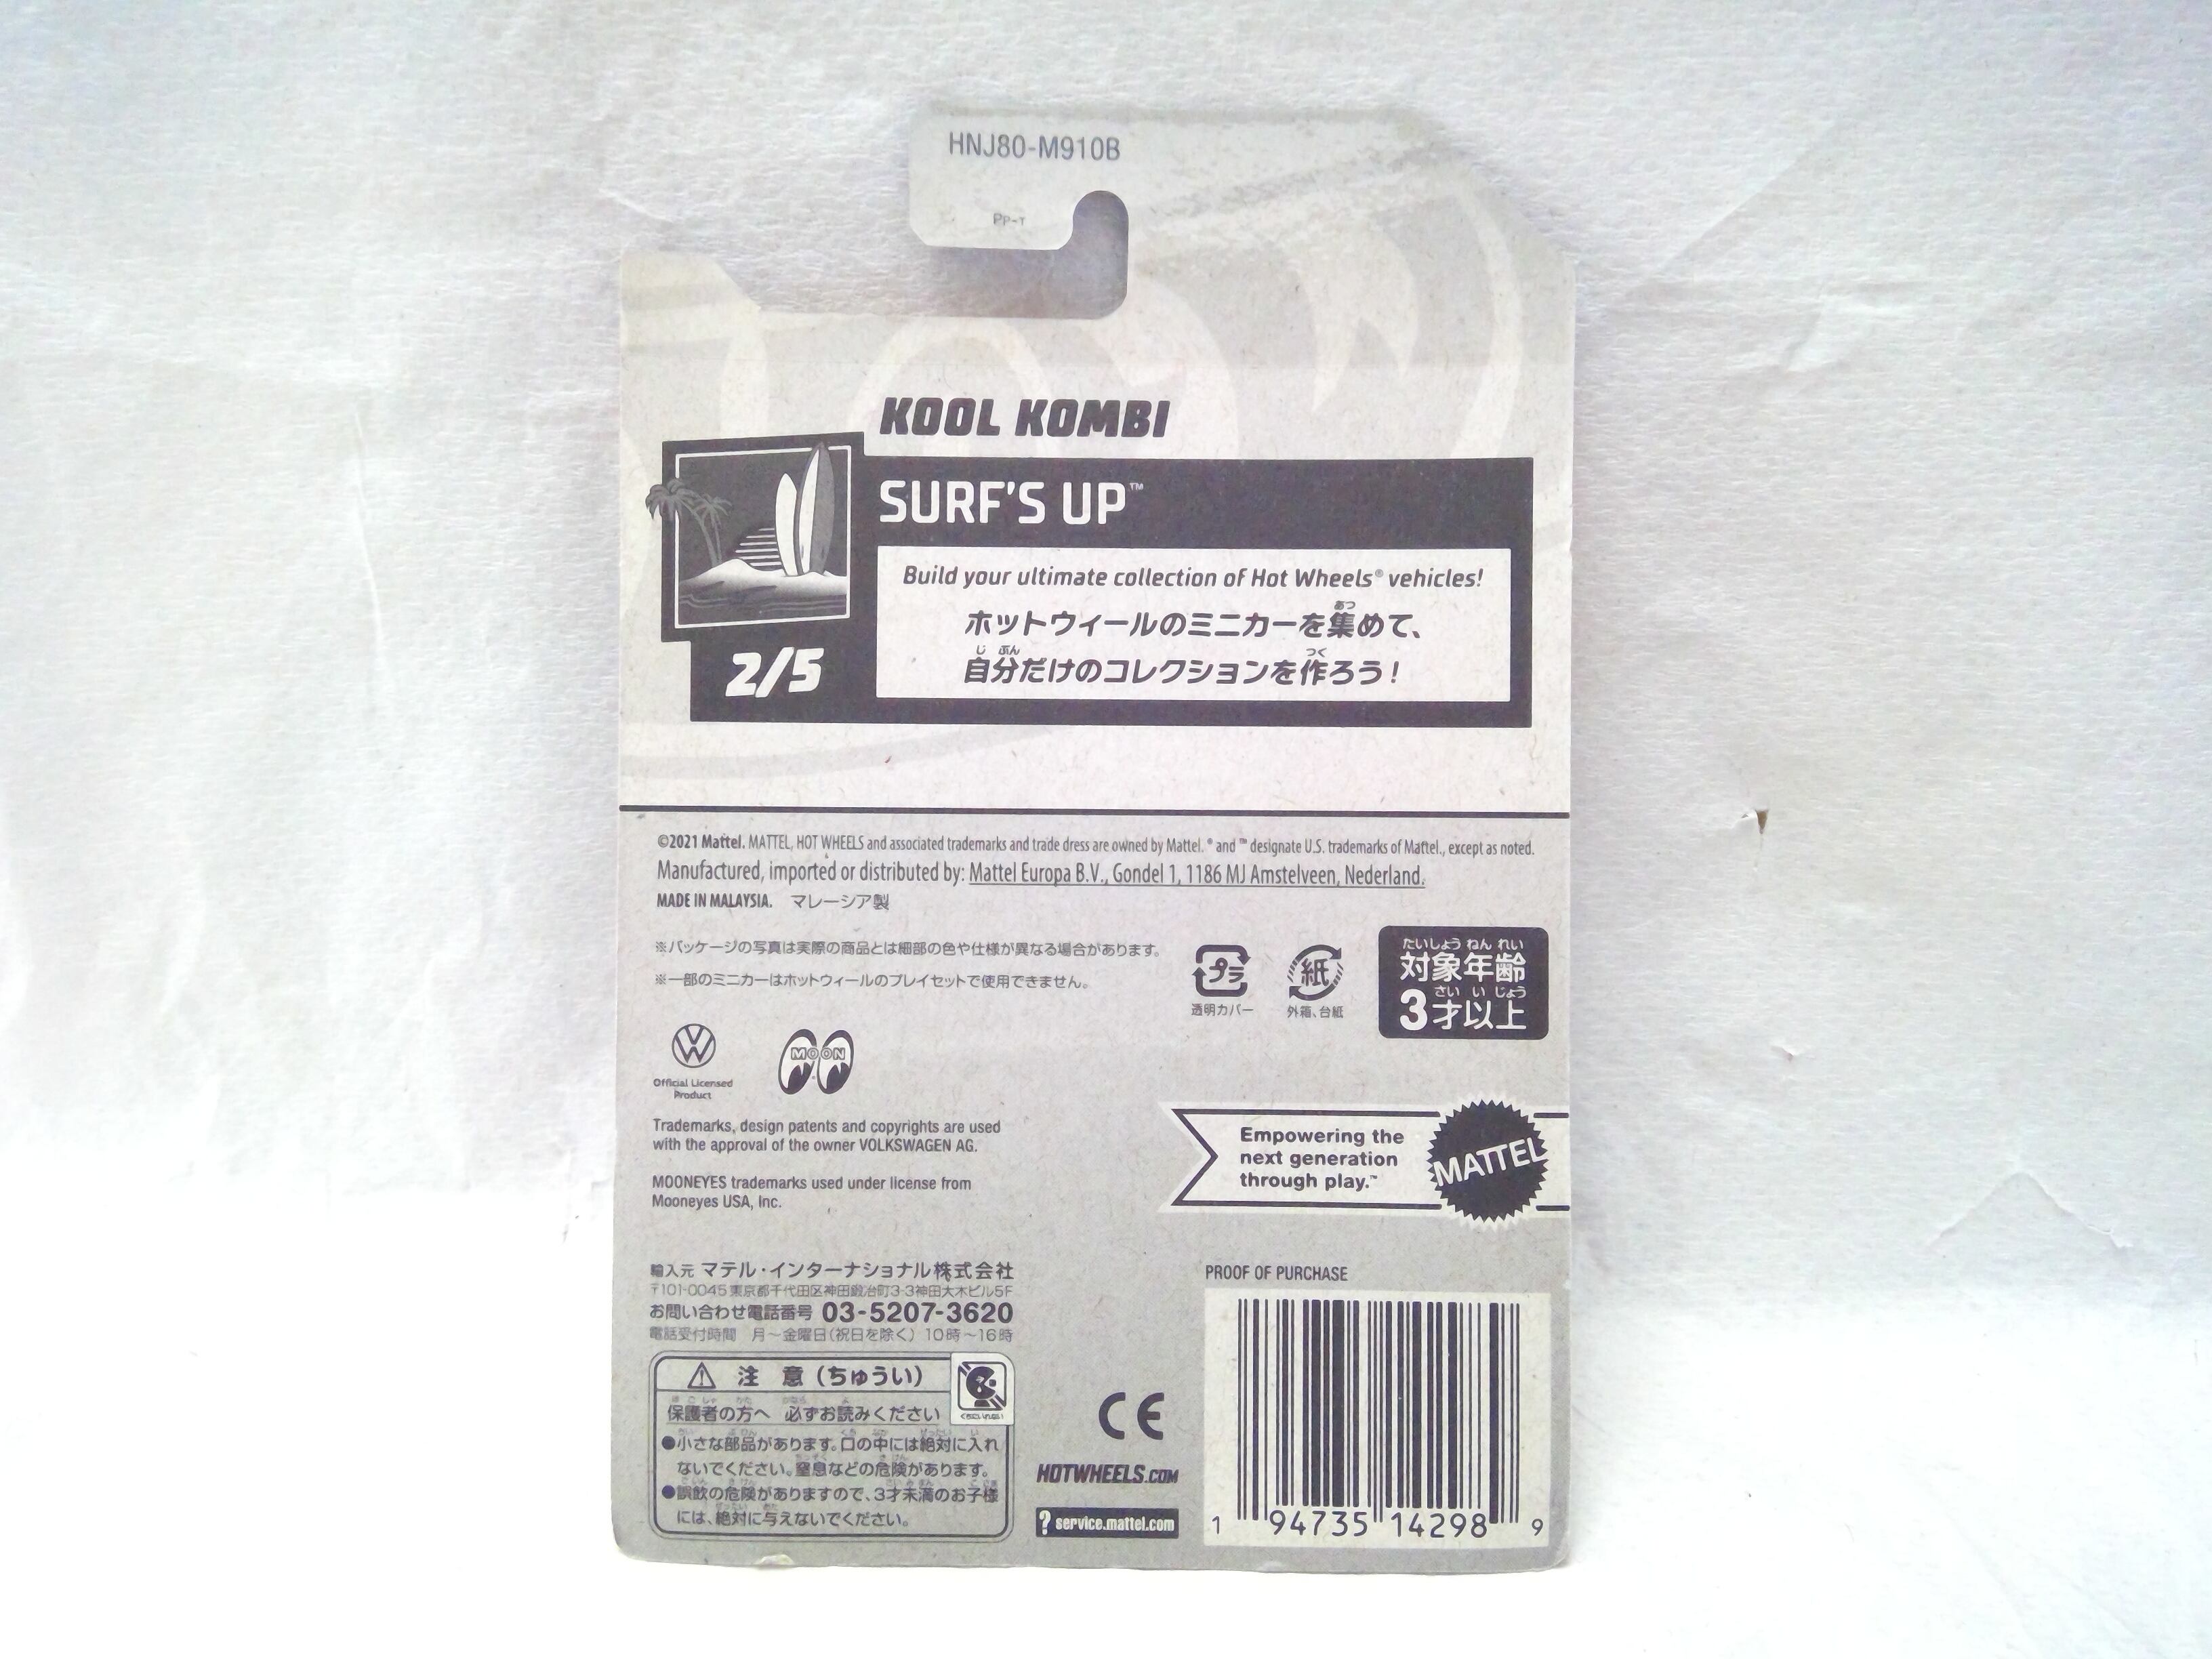 HNJ80-M910B
PP-T
KOOL KOMBI
SURF'S UP™
Build your ultimate collection of Hot Wheels® vehicles!
ホットウィールのミニカーを集めて、
自分だけのコレクションを作ろう!
2/5
©2021 Mattel. MATTEL, HOT WHEELS and associated trademarks and trade dress are owned by Mattel. ® and ™ designate U.S. trademarks of Mattel., except as noted.
Manufactured, imported or distributed by: Mattel Europa B.V., Gondel 1, 1186 MJ Amstelveen, Nederland.
MADE IN MALAYSIA. マレーシア製
※パッケージの写真は実際の商品とは細部の色や仕様が異なる場合があります。
※一部のミニカーはホットウィールのプレイセットで使用できません。
プラ
透明カバー
紙
外箱、台紙
たいしょう ねん れい
対象年齢
さい い じょう
3才以上
Official Licensed
Product
MOON
Trademarks, design patents and copyrights are used
with the approval of the owner VOLKSWAGEN AG.
MOONEYES trademarks used under license from
Mooneyes USA, Inc.
Empowering the
next generation
through play.™
MATTEL
輸入元 マテル・インターナショナル株式会社
〒101-0045 東京都千代田区神田鍛冶町3-3神田大木ビル5F
お問い合わせ電話番号 03-5207-3620
電話受付時間 月~金曜日(祝日を除く) 10時~16時
注 意 (ちゅうい)
保護者の方へ 必ずお読みください
●小さな部品があります。口の中には絶対に入れ
ないでください。窒息などの危険があります。
●誤飲の危険がありますので、3才未満のお子様
には、絶対に与えないでください。
CE
HOTWHEELS.COM
? service.mattel.com
PROOF OF PURCHASE
1 94735 14298 9